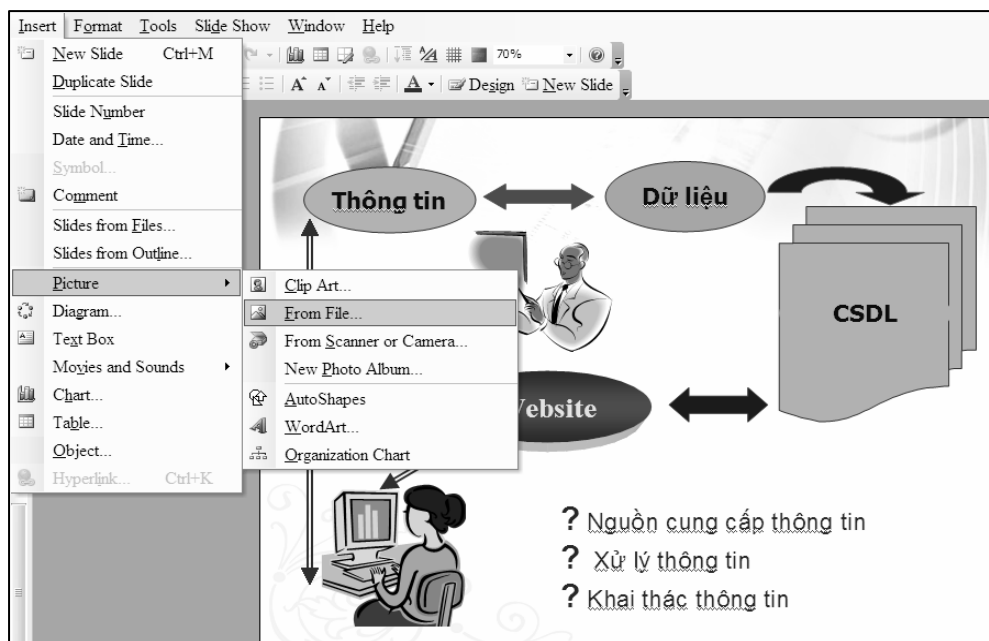 Insert Format Tools Slide Show Window Help
New Slide Ctrl+M
70%
Duplicate Slide
Design New Slide
Slide Number
Date and Time...
Symbol...
Comment
Slides from Files...
Slides from Outline...
Picture
Diagram...
Text Box
Movies and Sounds
Chart...
Table...
Object...
Hyperlink... Ctrl+K
Clip Art...
From File...
From Scanner or Camera...
New Photo Album...
AutoShapes
WordArt...
Organization Chart
Thông tin
Dữ liệu
CSDL
ebsite
? Nguồn cung cấp thông tin
? Xử lý thông tin
? Khai thác thông tin